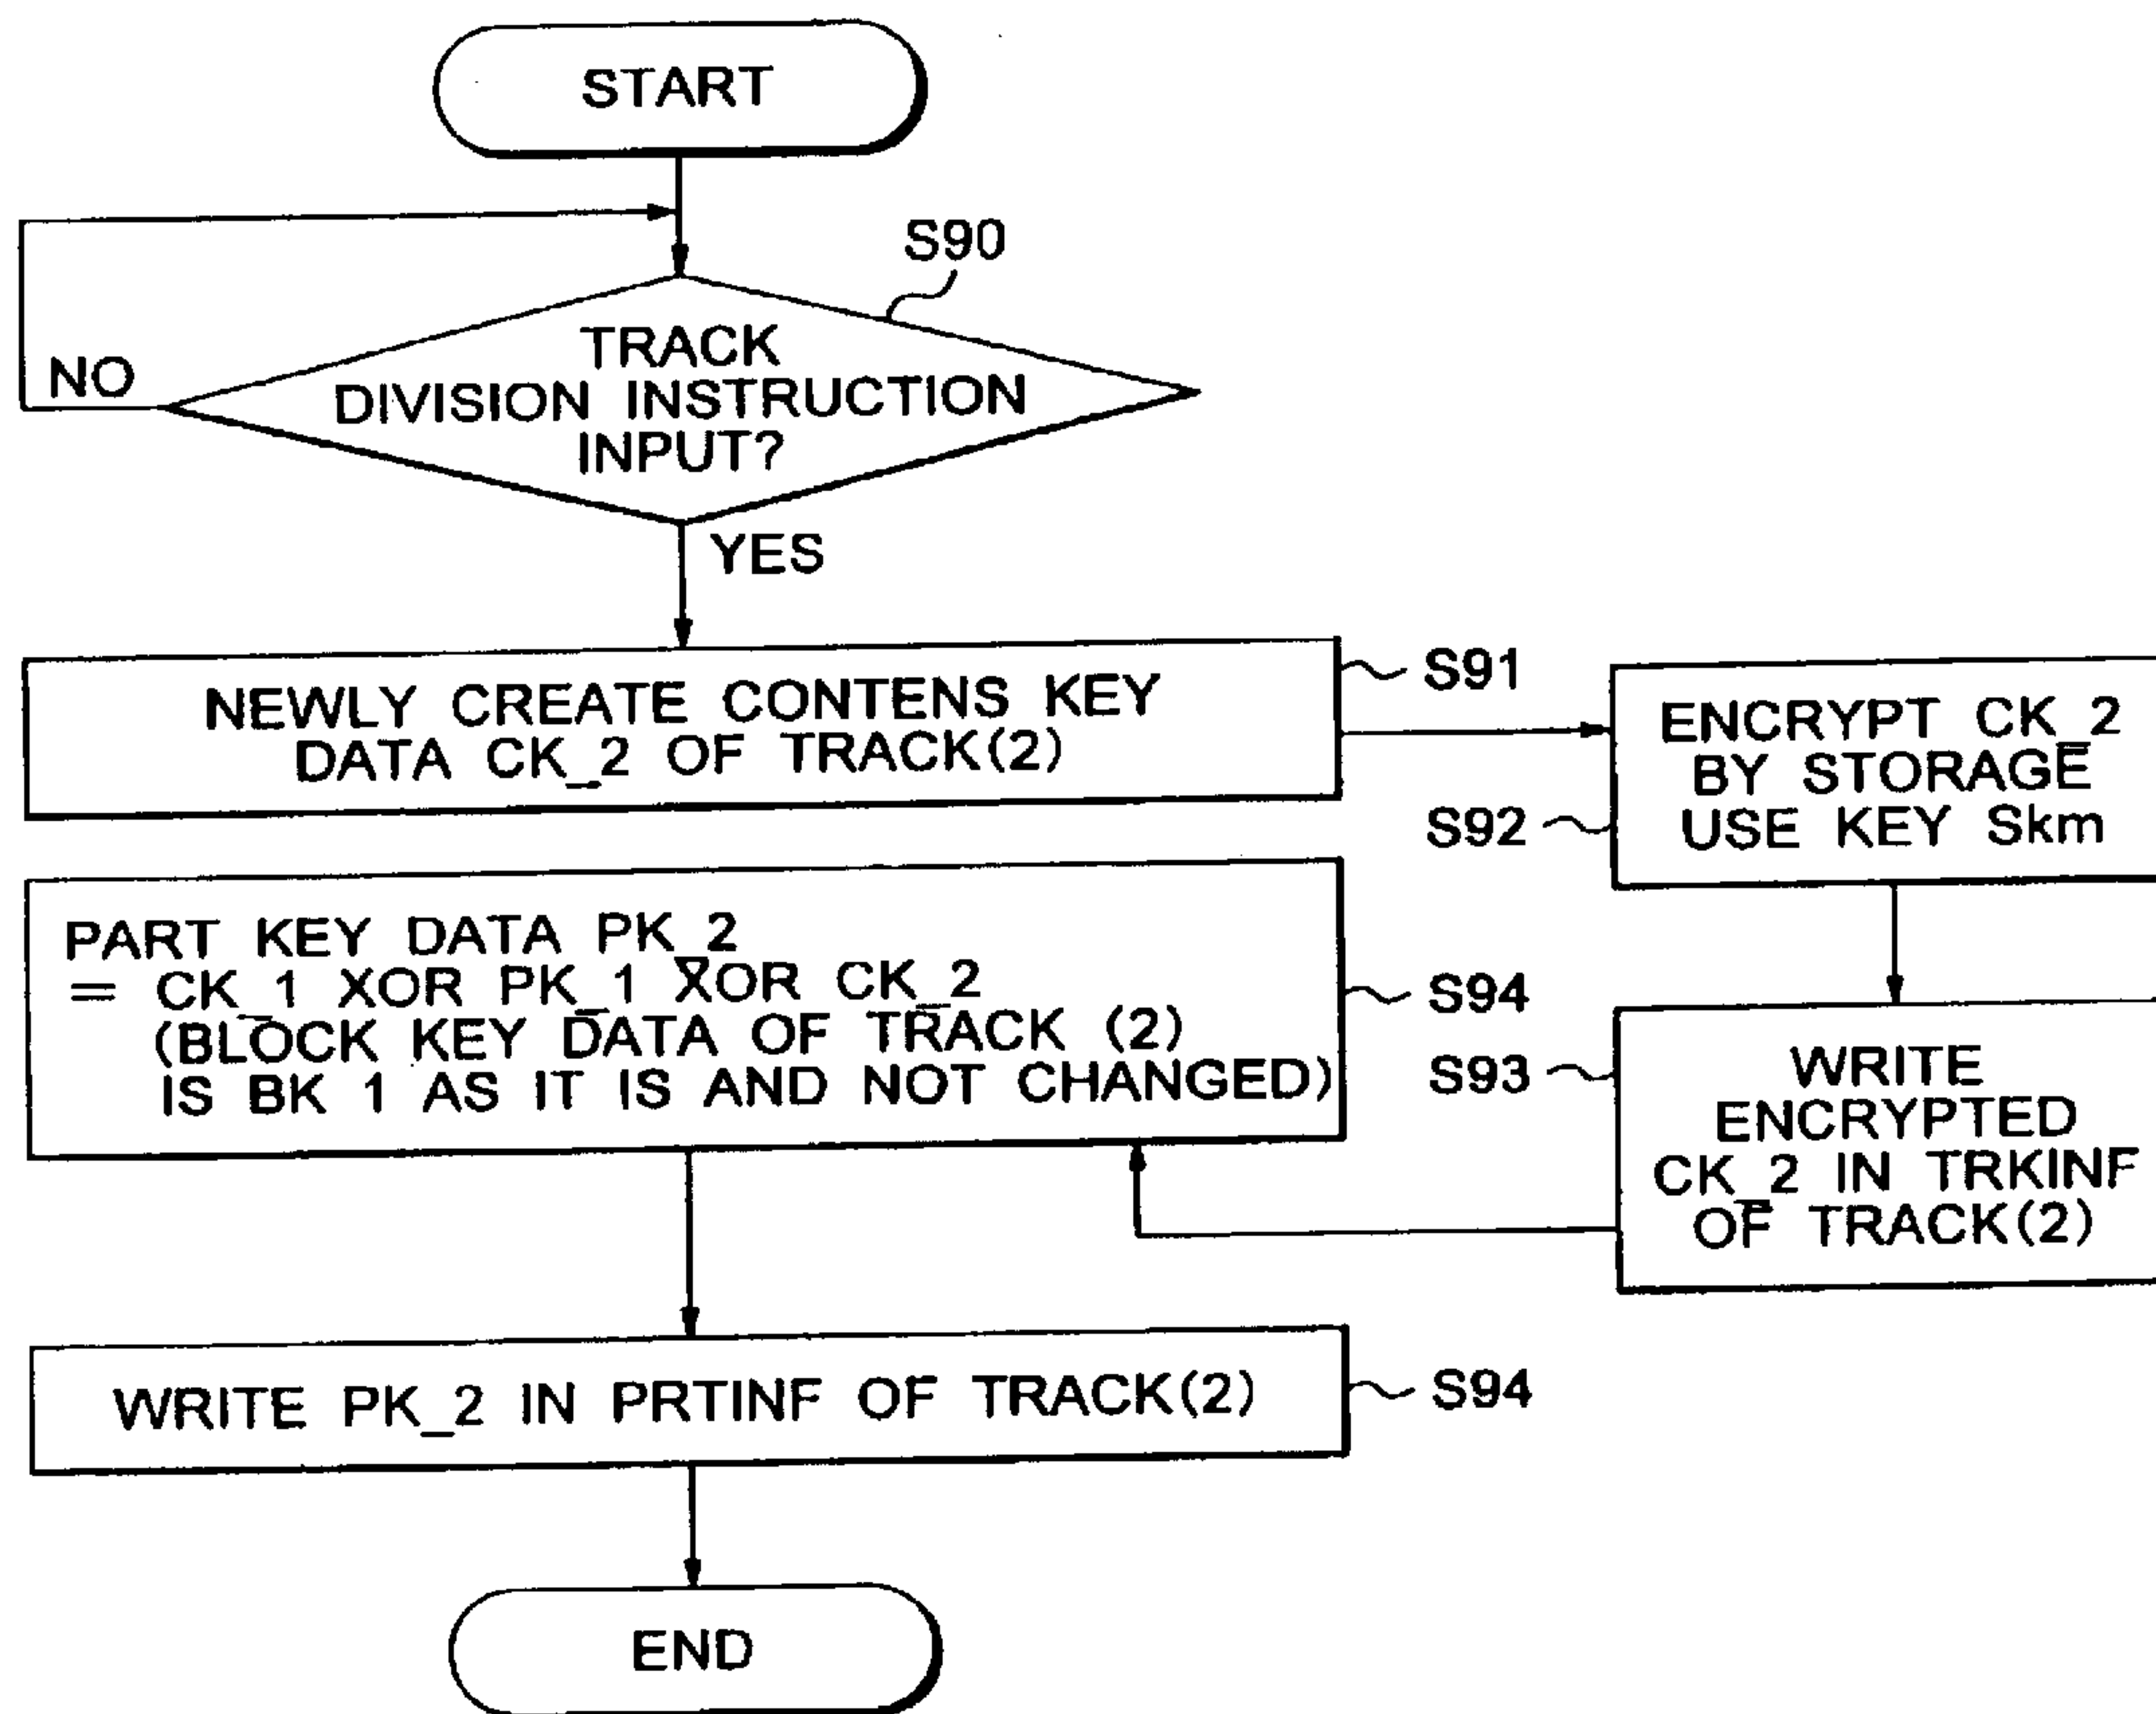 START
S90
NO
TRACK
DIVISION INSTRUCTION
INPUT?
YES
S91
NEWLY CREATE CONTENS KEY
DATA CK_2 OF TRACK(2)
S92
ENCRYPT CK_2
BY STORAGE
USE KEY Skm
S93
WRITE
ENCRYPTED
CK_2 IN TRKINF
OF TRACK(2)
PART KEY DATA PK_2
= CK_1 XOR PK_1 XOR CK_2
(BLOCK KEY DATA OF TRACK (2)
IS BK 1 AS IT IS AND NOT CHANGED)
S94
WRITE PK_2 IN PRTINF OF TRACK(2)
S94
END